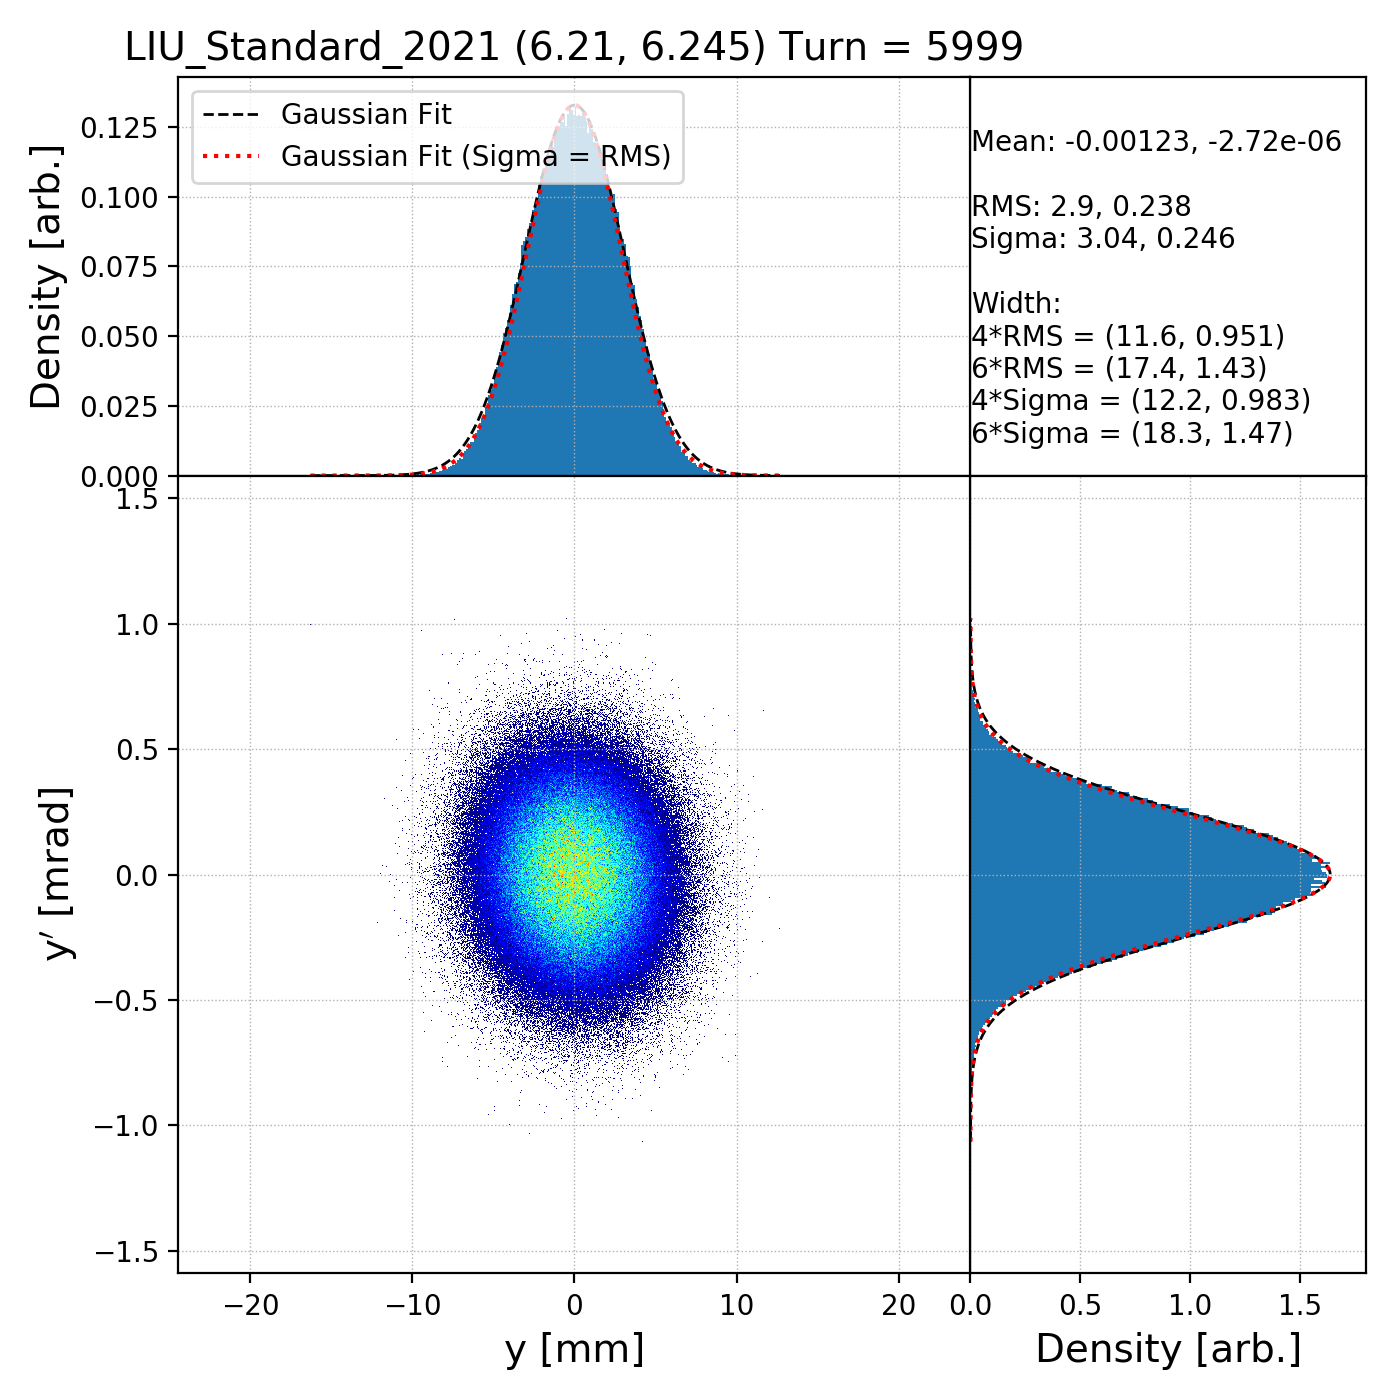 LIU_Standard_2021 (6.21, 6.245) Turn = 5999
Gaussian Fit
Gaussian Fit (Sigma = RMS)
Density [arb.]
0.125
0.100
0.075
0.050
0.025
0.000
Mean: -0.00123, -2.72e-06
RMS: 2.9, 0.238
Sigma: 3.04, 0.246
Width:
4*RMS = (11.6, 0.951)
6*RMS = (17.4, 1.43)
4*Sigma = (12.2, 0.983)
6*Sigma = (18.3, 1.47)
y′ [mrad]
1.5
1.0
0.5
0.0
−0.5
−1.0
−1.5
−20 −10 0 10 20
y [mm]
0.0 0.5 1.0 1.5
Density [arb.]